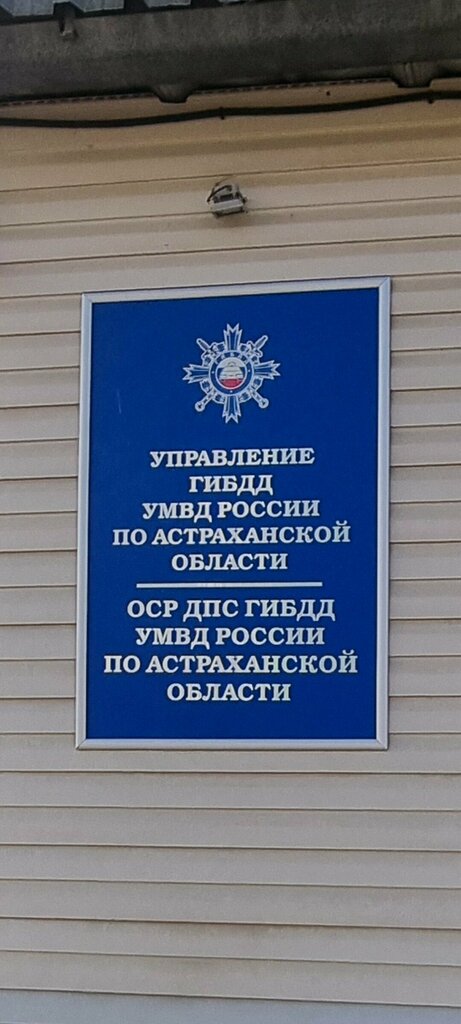 УПРАВЛЕНИЕ
ГИБДД
УМВД РОССИИ
ПО АСТРАХАНСКОЙ
ОБЛАСТИ
ОСР ДПС ГИБДД
УМВД РОССИИ
ПО АСТРАХАНСКОЙ
ОБЛАСТИ